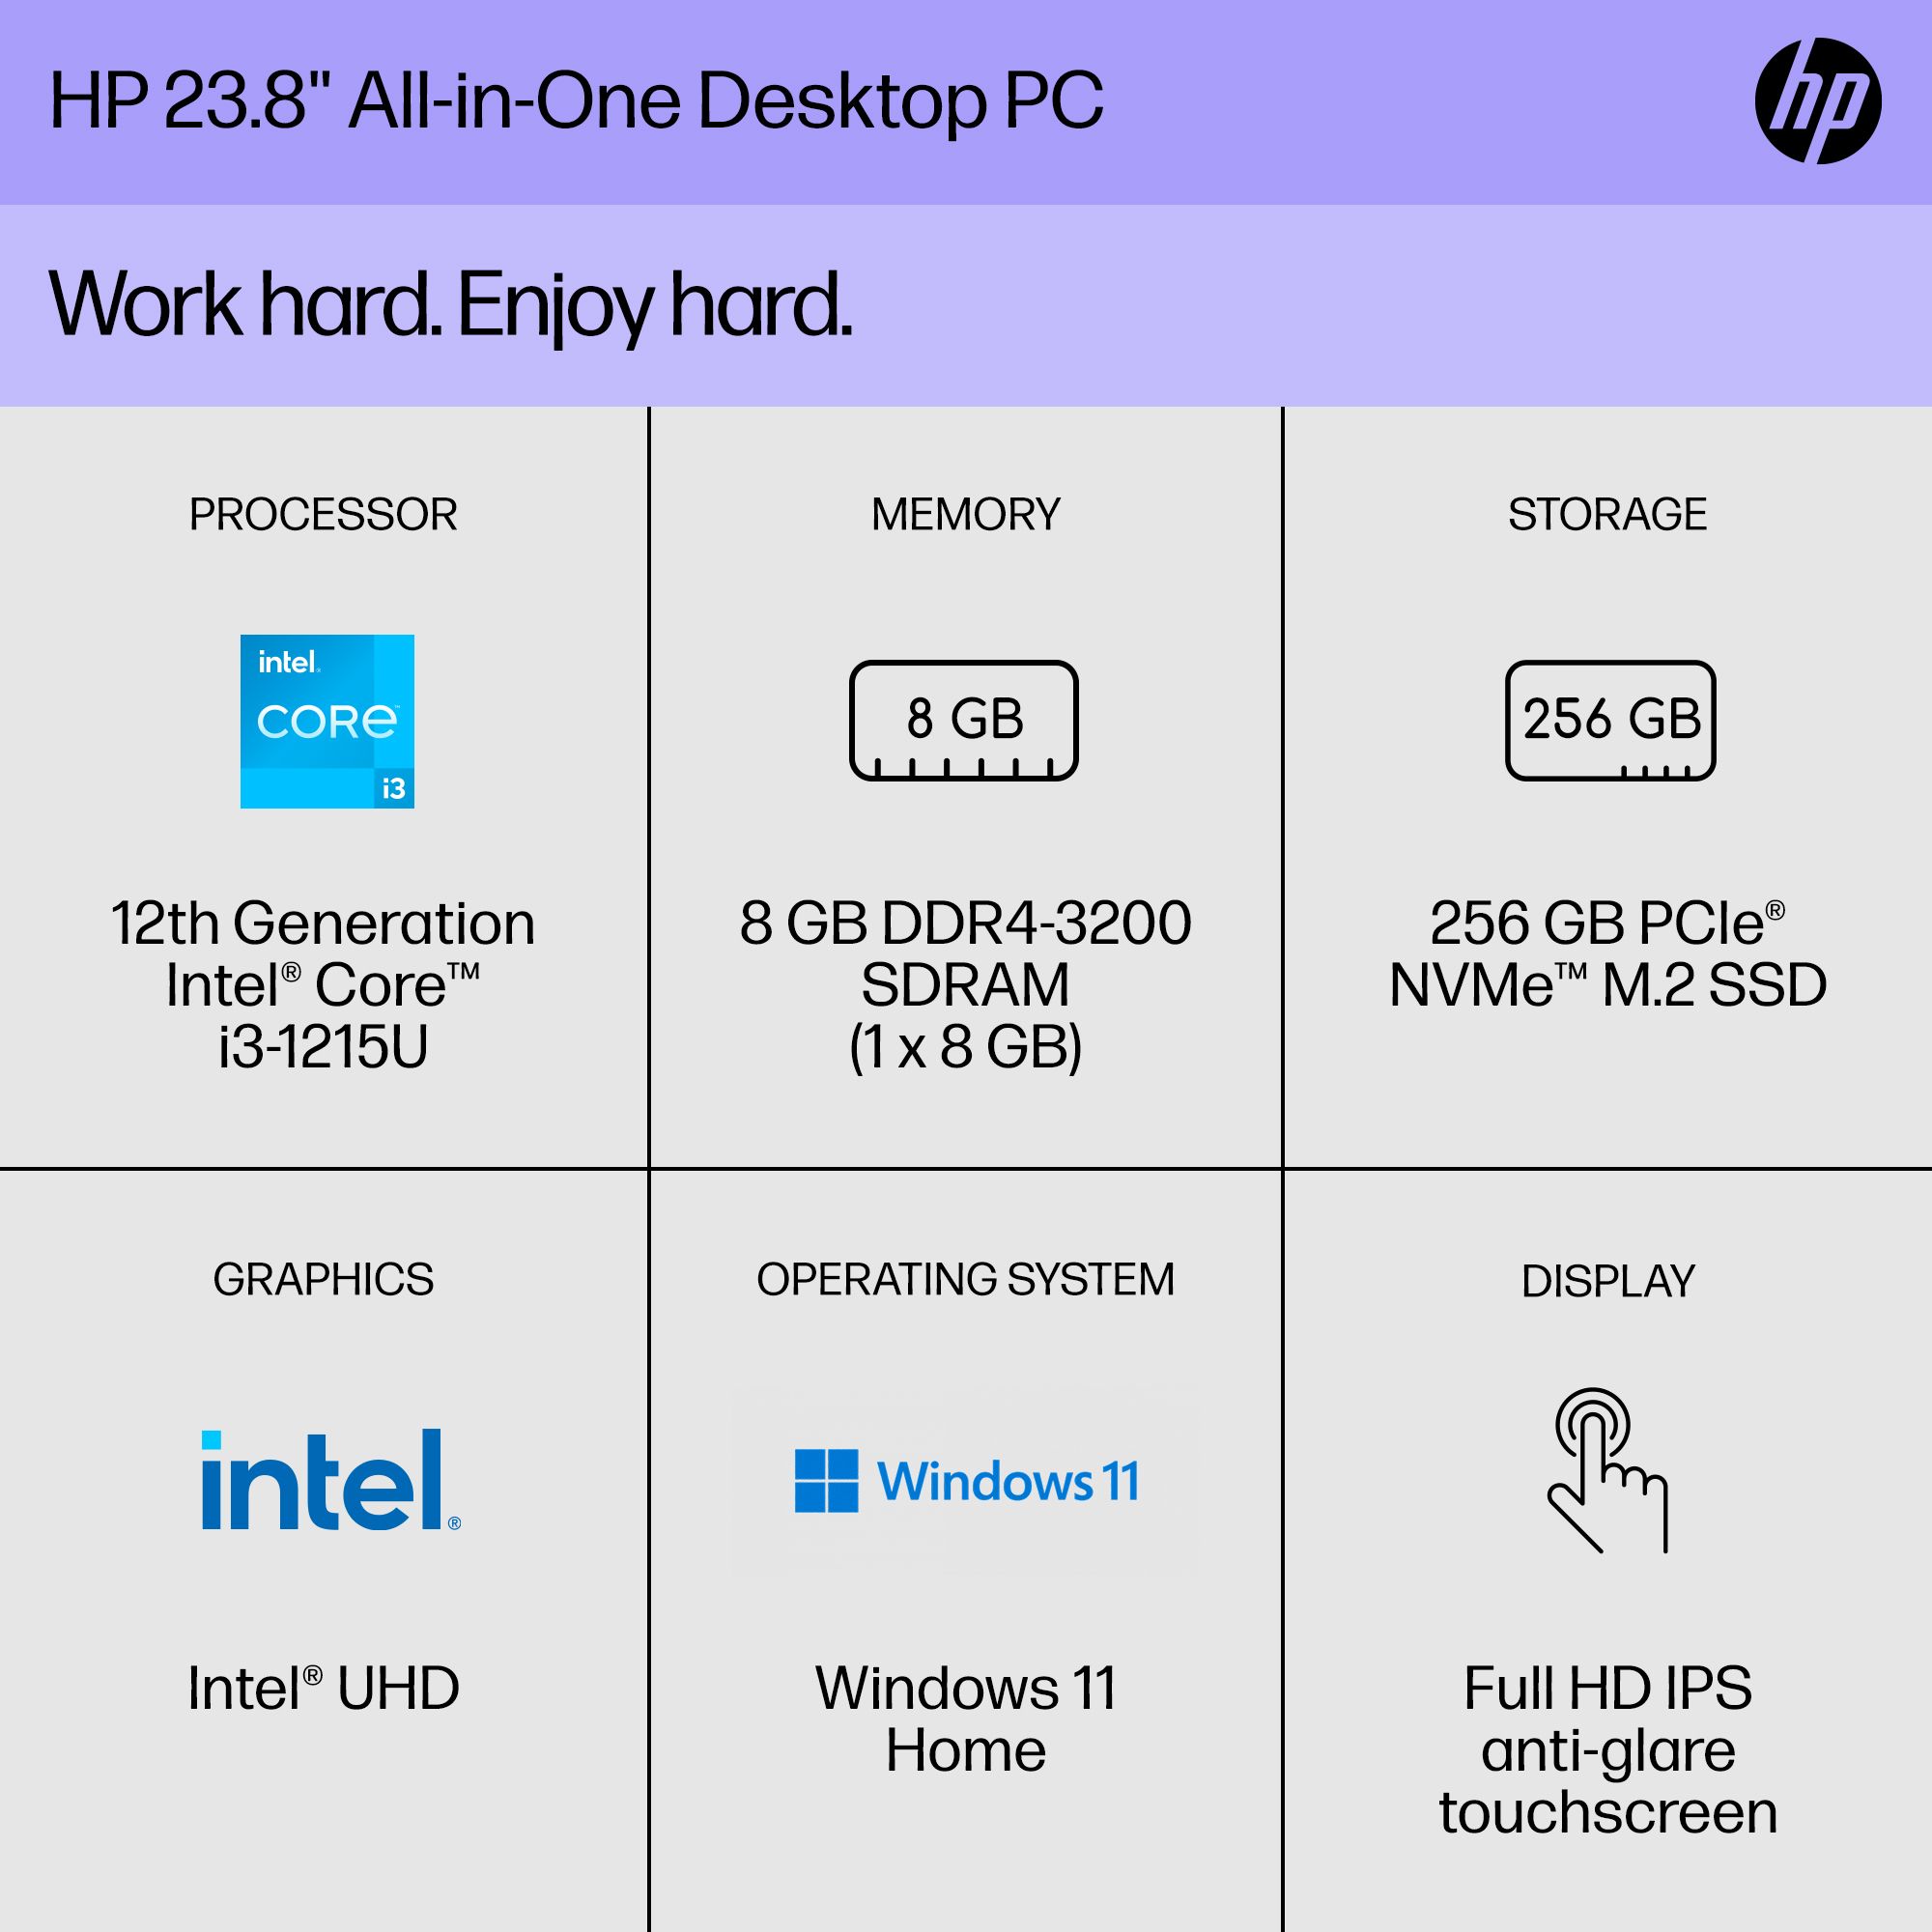 HP 23.8" All-in-One Desktop PC
hp
Work hard. Enjoy hard.
PROCESSOR
intel.
CORE™
i3
12th Generation
Intel® Core™
i3-1215U
MEMORY
8 GB
8 GB DDR4-3200
SDRAM
(1 x 8 GB)
STORAGE
256 GB
256 GB PCIe®
NVMe™ M.2 SSD
GRAPHICS
intel®
Intel® UHD
OPERATING SYSTEM
Windows 11
Windows 11
Home
DISPLAY
Full HD IPS
anti-glare
touchscreen